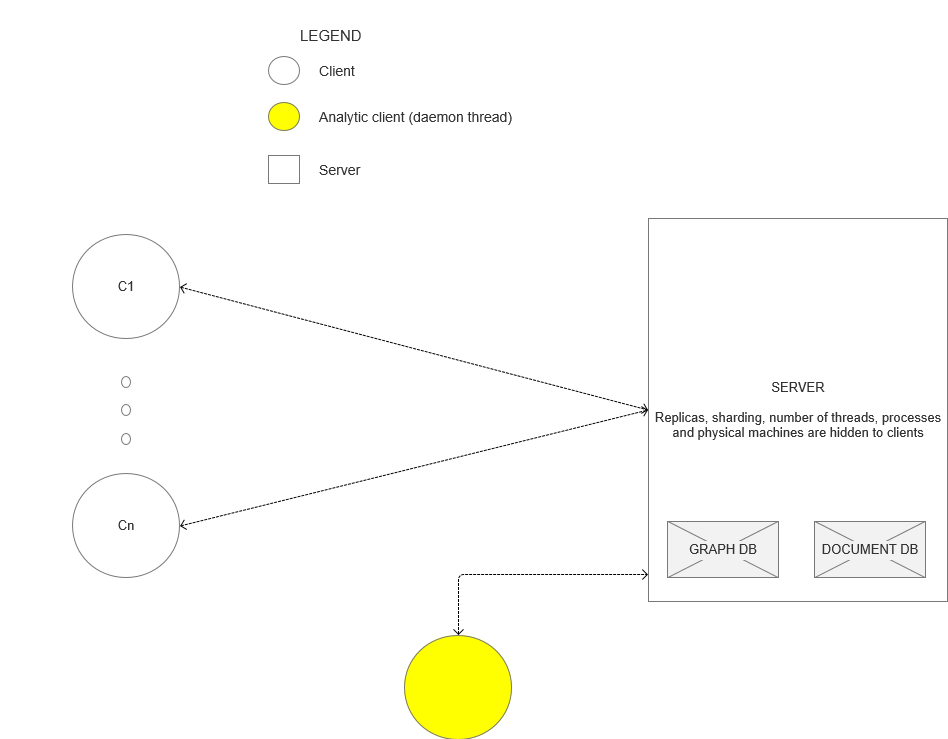 LEGEND
Client
Analytic client (daemon thread)
Server
C1
SERVER
Replicas, sharding, number of threads, processes
and physical machines are hidden to clients
Cn
GRAPH DB
DOCUMENT DB